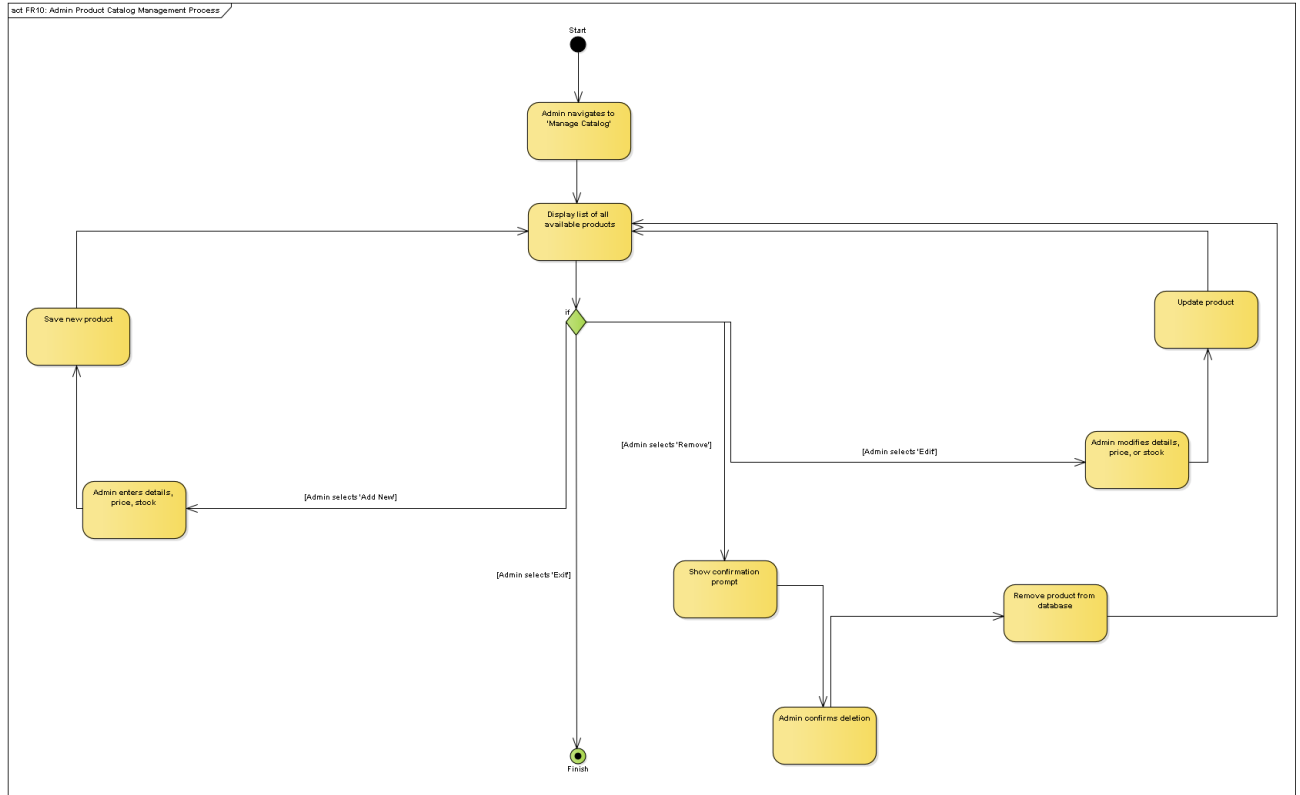 act FR10: Admin Product Catalog Management Process
Start
Admin navigates to
'Manage Catalog'
Display list of all
available products
Save new product
if
Update product
[Admin selects 'Remove']
[Admin selects 'Edit']
Admin modifies details,
price, or stock
Admin enters details,
price, stock
[Admin selects 'Add New']
[Admin selects 'Exit']
Show confirmation
prompt
Remove product from
database
Admin confirms deletion
Finish